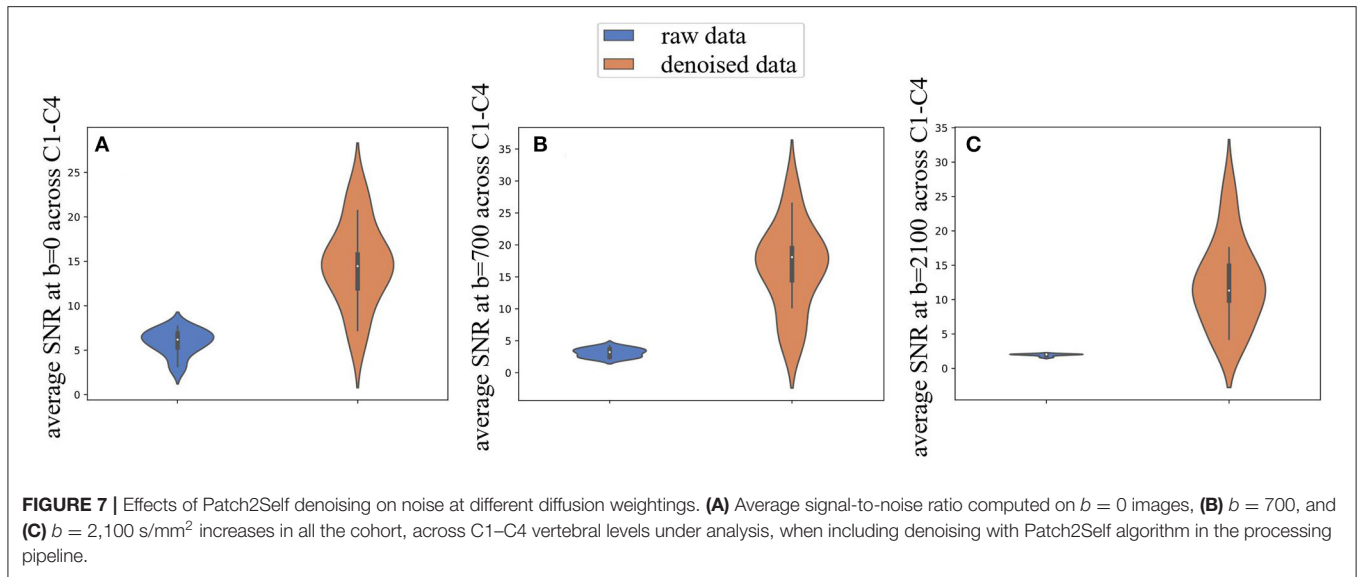 raw data
denoised data
average SNR at b=0 across C1-C4
A
25
20
15
10
5
0
average SNR at b=700 across C1-C4
B
35
30
25
20
15
10
5
0
average SNR at b=2100 across C1-C4
C
35
30
25
20
15
10
5
0
FIGURE 7 | Effects of Patch2Self denoising on noise at different diffusion weightings. (A) Average signal-to-noise ratio computed on b = 0 images, (B) b = 700, and
(C) b = 2,100 s/mm² increases in all the cohort, across C1–C4 vertebral levels under analysis, when including denoising with Patch2Self algorithm in the processing
pipeline.